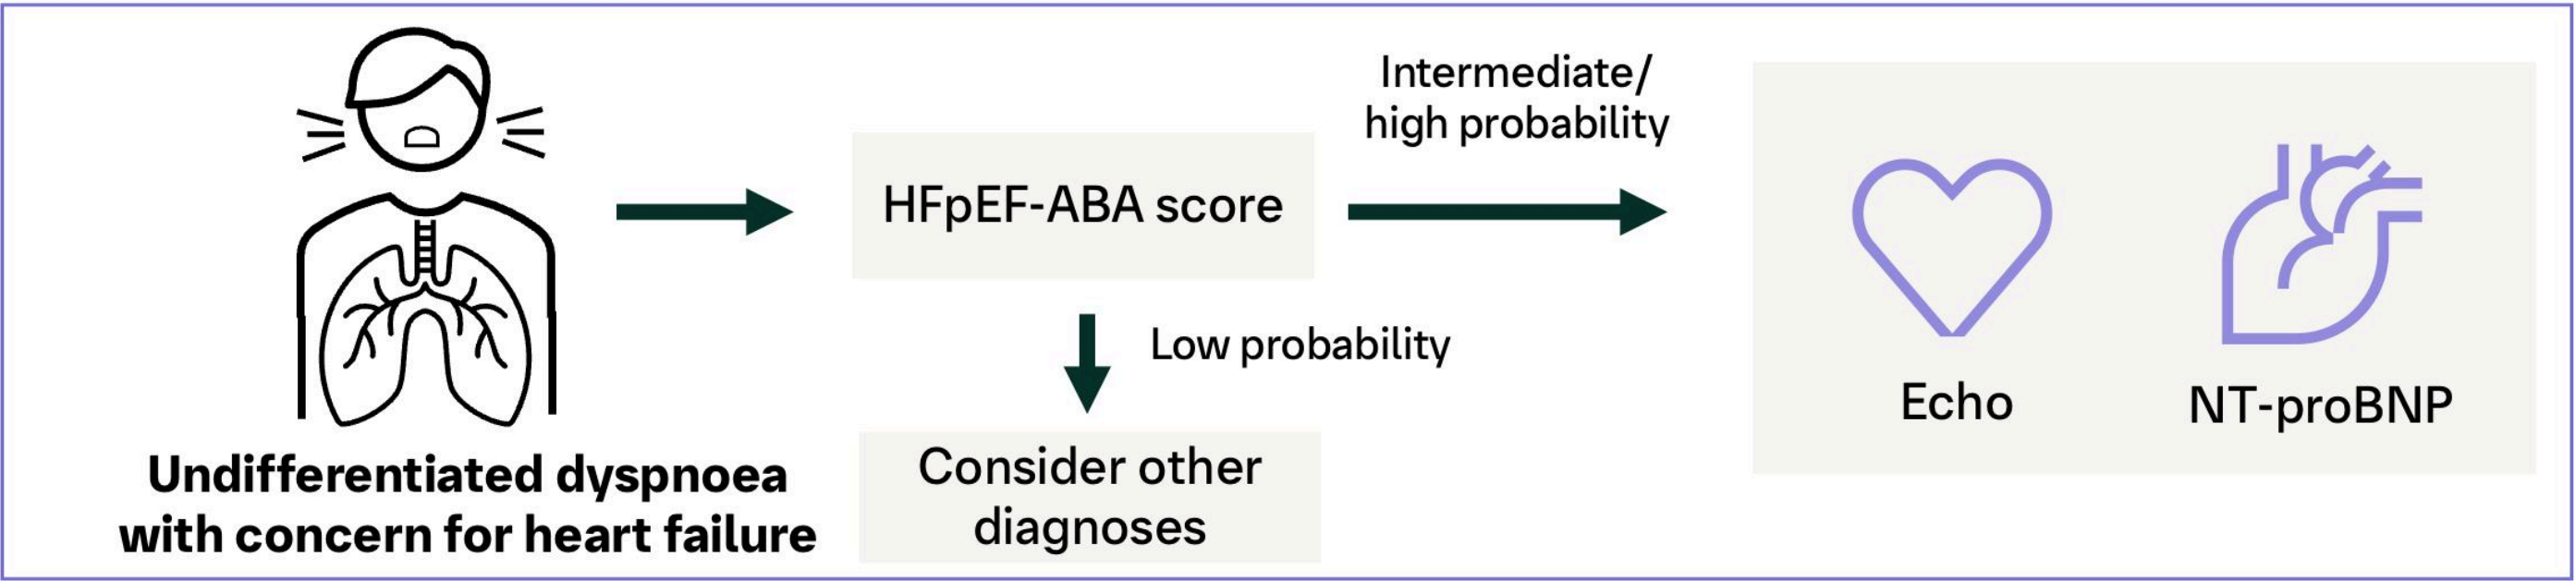 Undifferentiated dyspnoea
with concern for heart failure
HFpEF-ABA score
Intermediate/
high probability
Low probability
Consider other
diagnoses
Echo
NT-proBNP